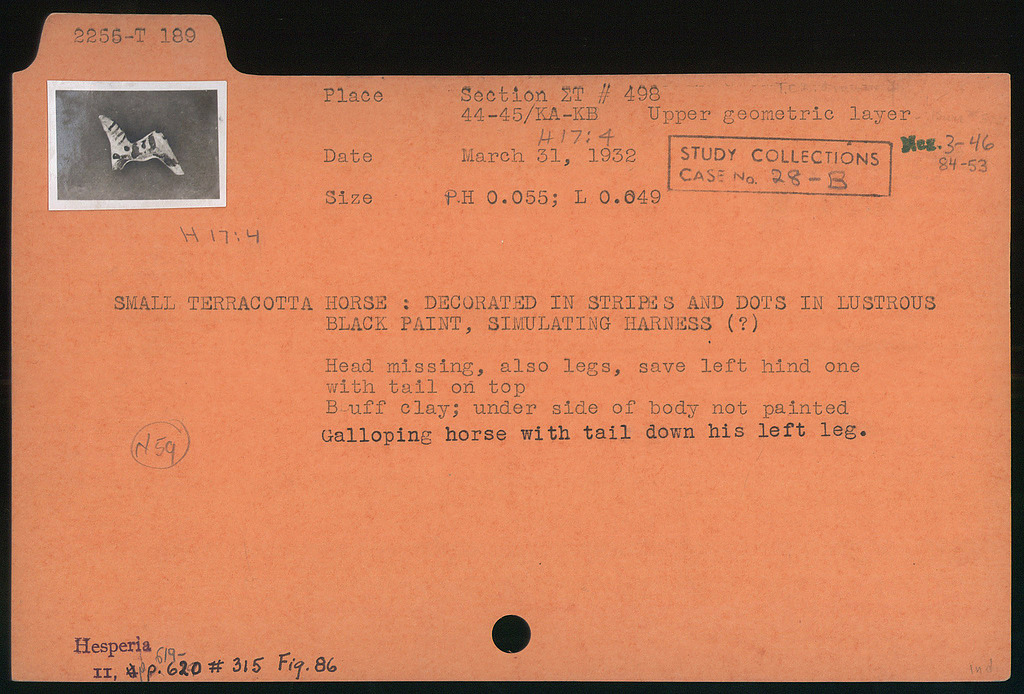 2256-T 189
Place Section ΣT # 498
44-45/KA-KB Upper geometric layer
H 17:4
Date March 31, 1932
STUDY COLLECTIONS
CASE No. 28-B
Neg. 3-46
84-53
Size P.H 0.055; L 0.049
H 17:4
SMALL TERRACOTTA HORSE : DECORATED IN STRIPES AND DOTS IN LUSTROUS
BLACK PAINT, SIMULATING HARNESS (?)
Head missing, also legs, save left hind one
with tail on top
Buff clay; under side of body not painted
Galloping horse with tail down his left leg.
N59
Hesperia
619-
II, 4 pp. 620 # 315 Fig. 86
ind.